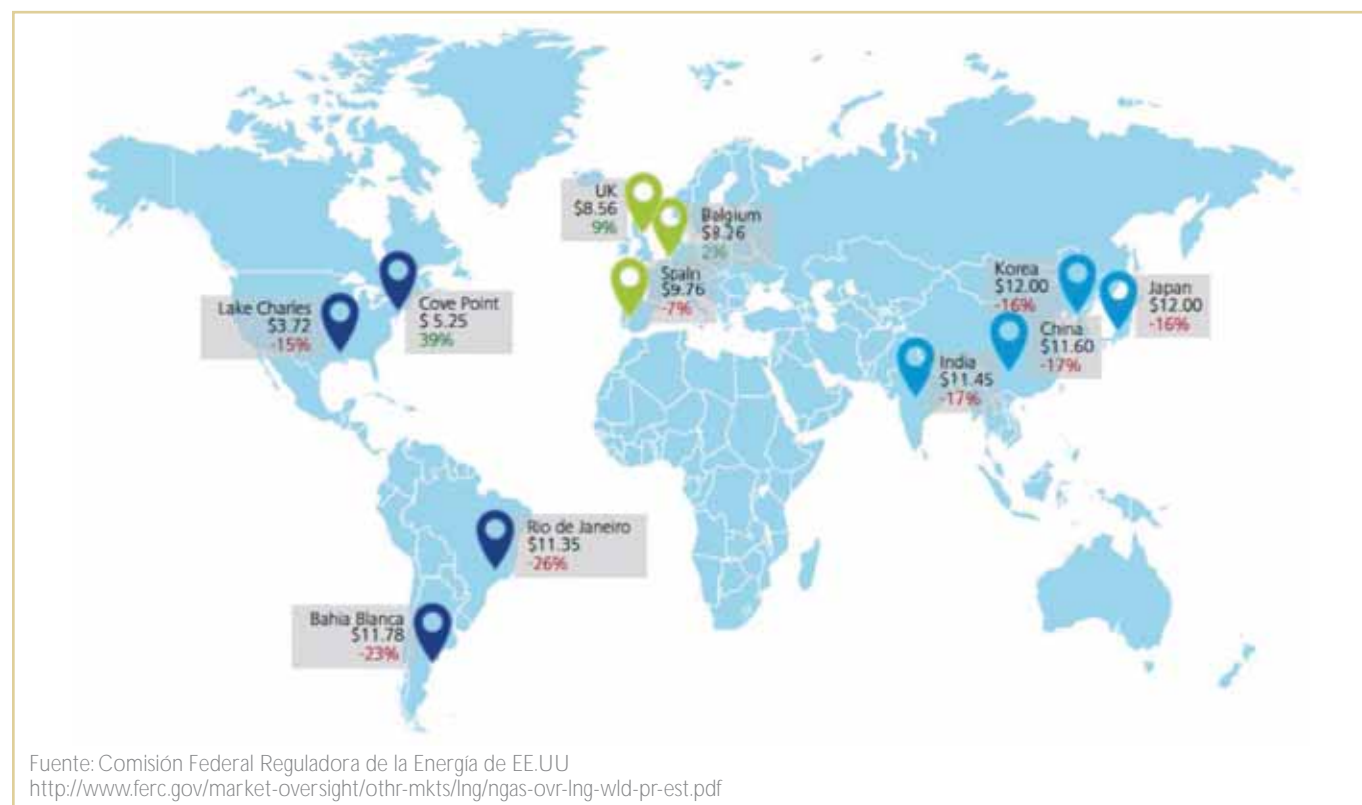 UK
$8.56
9%
Belgium
$8.26
2%
Spain
$9.76
-7%
Korea
$12.00
-16%
Japan
$12.00
-16%
Lake Charles
$3.72
-15%
Cove Point
$ 5.25
39%
China
$11.60
-17%
India
$11.45
-17%
Rio de Janeiro
$11.35
-26%
Bahia Blanca
$11.78
-23%
Fuente: Comisión Federal Reguladora de la Energía de EE.UU
http://www.ferc.gov/market-oversight/othr-mkts/lng/ngas-ovr-lng-wld-pr-est.pdf